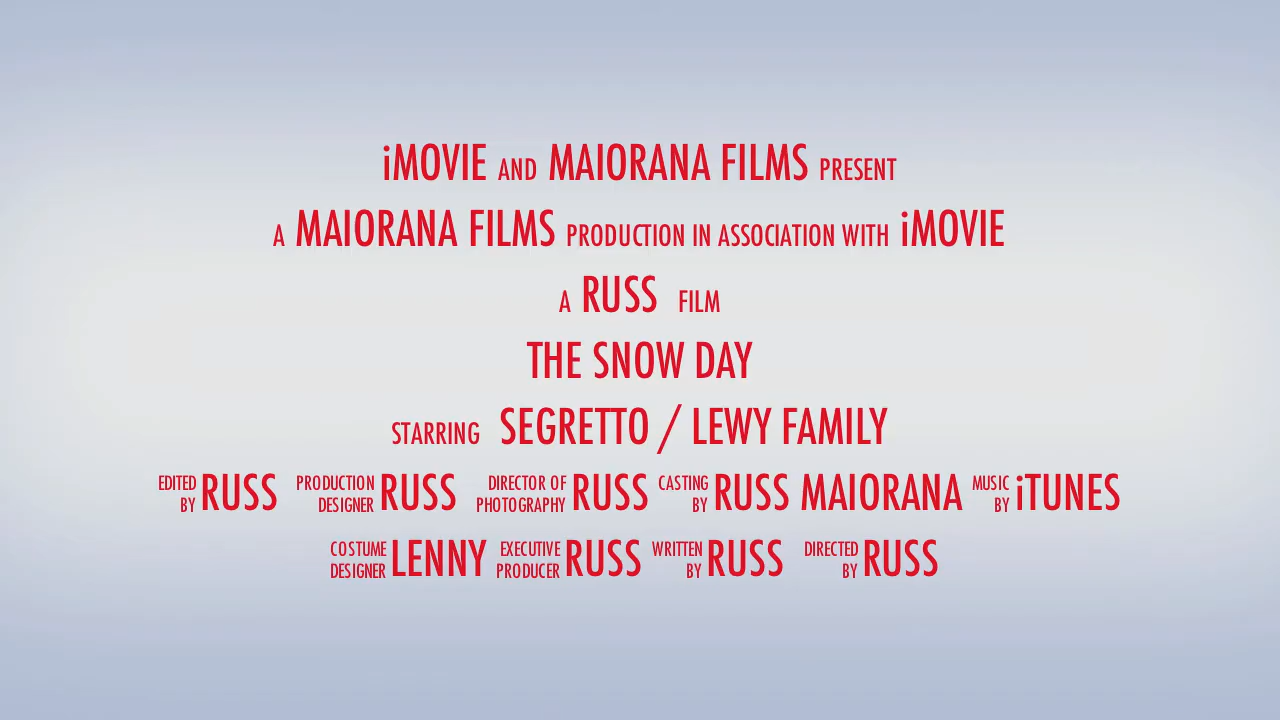 iMOVIE AND MAIORANA FILMS PRESENT
A MAIORANA FILMS PRODUCTION IN ASSOCIATION WITH iMOVIE
A RUSS FILM
THE SNOW DAY
STARRING SEGRETTO / LEWY FAMILY
EDITED BY RUSS PRODUCTION DESIGNER RUSS DIRECTOR OF PHOTOGRAPHY RUSS CASTING BY RUSS MAIORANA MUSIC BY iTUNES
COSTUME DESIGNER LENNY EXECUTIVE PRODUCER RUSS WRITTEN BY RUSS DIRECTED BY RUSS